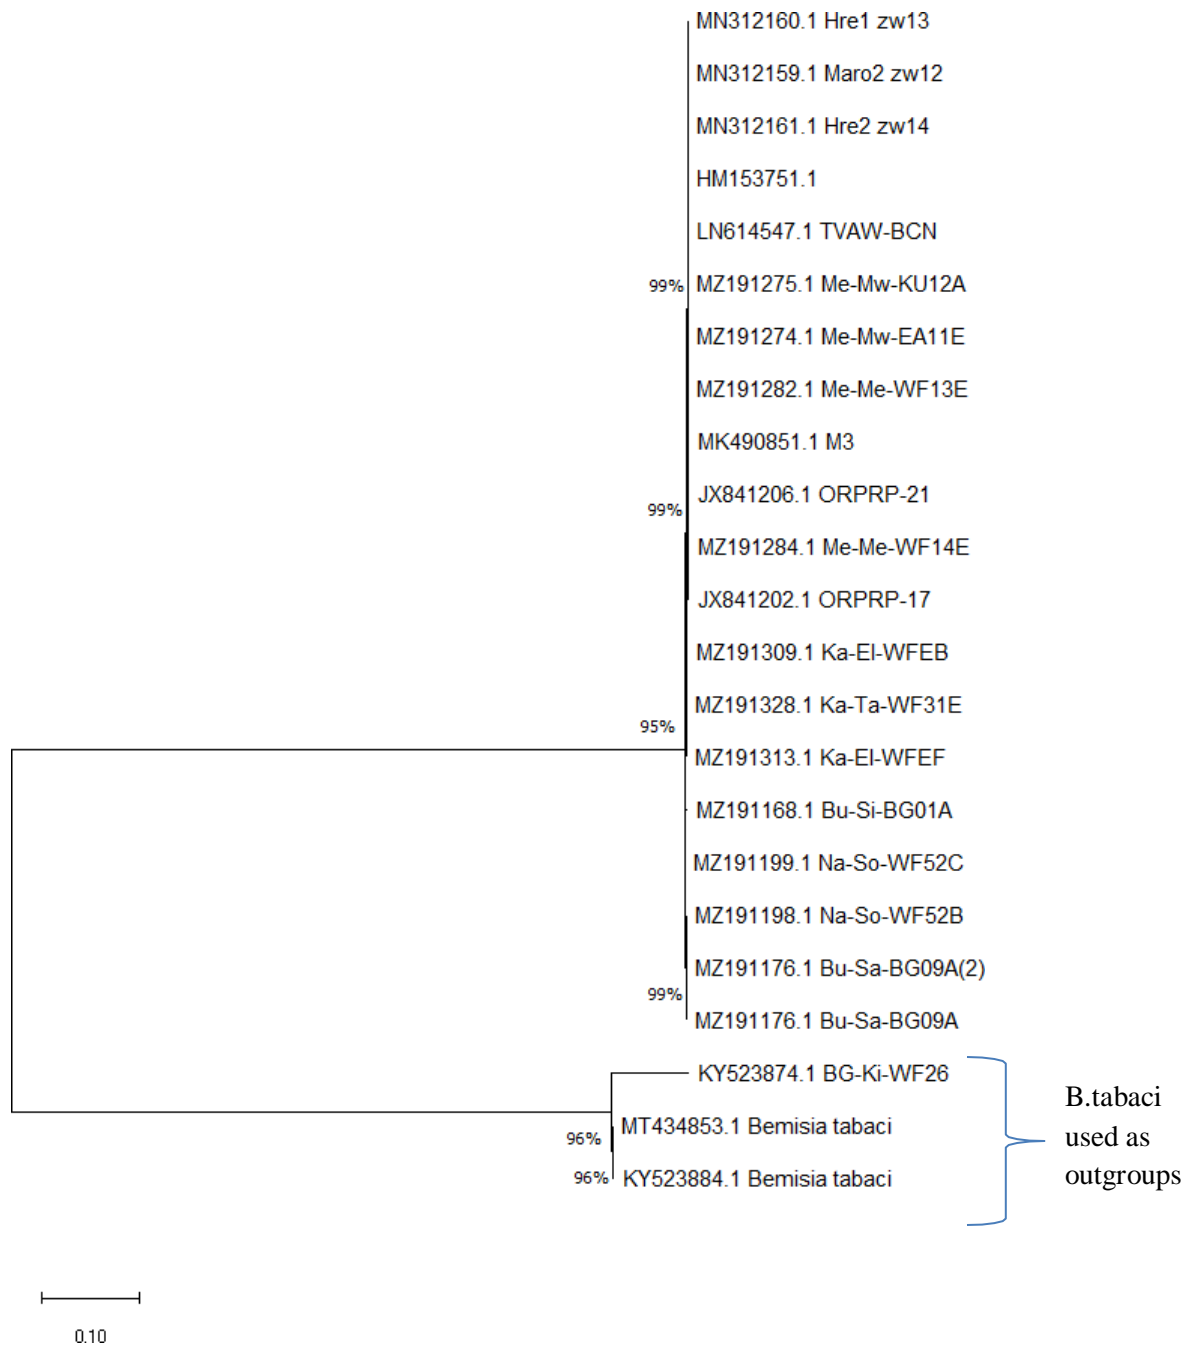 MN312160.1 Hre1 zw13
MN312159.1 Maro2 zw12
MN312161.1 Hre2 zw14
HM153751.1
LN614547.1 TVAW-BCN
99%
MZ191275.1 Me-Mw-KU12A
MZ191274.1 Me-Mw-EA11E
MZ191282.1 Me-Me-WF13E
MK490851.1 M3
JX841206.1 ORPRP-21
99%
MZ191284.1 Me-Me-WF14E
JX841202.1 ORPRP-17
MZ191309.1 Ka-El-WFEB
MZ191328.1 Ka-Ta-WF31E
95%
MZ191313.1 Ka-El-WFEF
MZ191168.1 Bu-Si-BG01A
MZ191199.1 Na-So-WF52C
MZ191198.1 Na-So-WF52B
MZ191176.1 Bu-Sa-BG09A(2)
99%
MZ191176.1 Bu-Sa-BG09A
KY523874.1 BG-Ki-WF26
MT434853.1 Bemisia tabaci
96%
96%
KY523884.1 Bemisia tabaci
B.tabaci
used as
outgroups
0.10